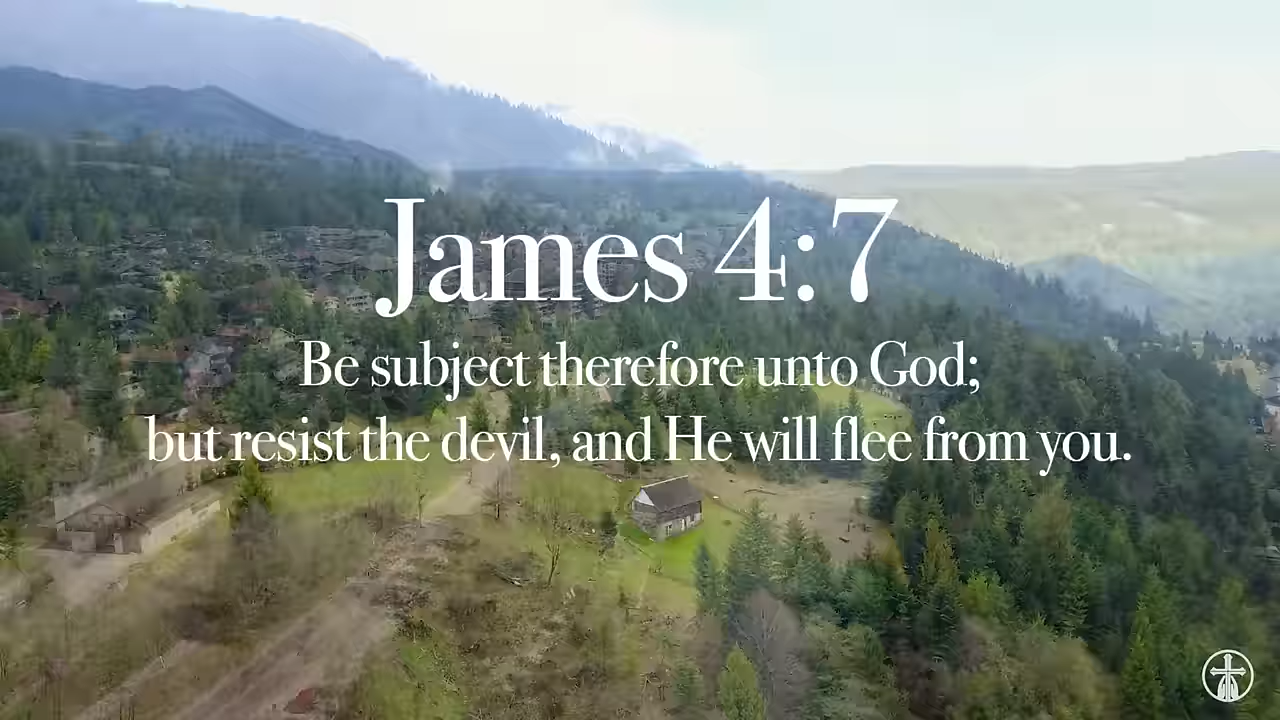 James 4:7
Be subject therefore unto God;
but resist the devil, and He will flee from you.